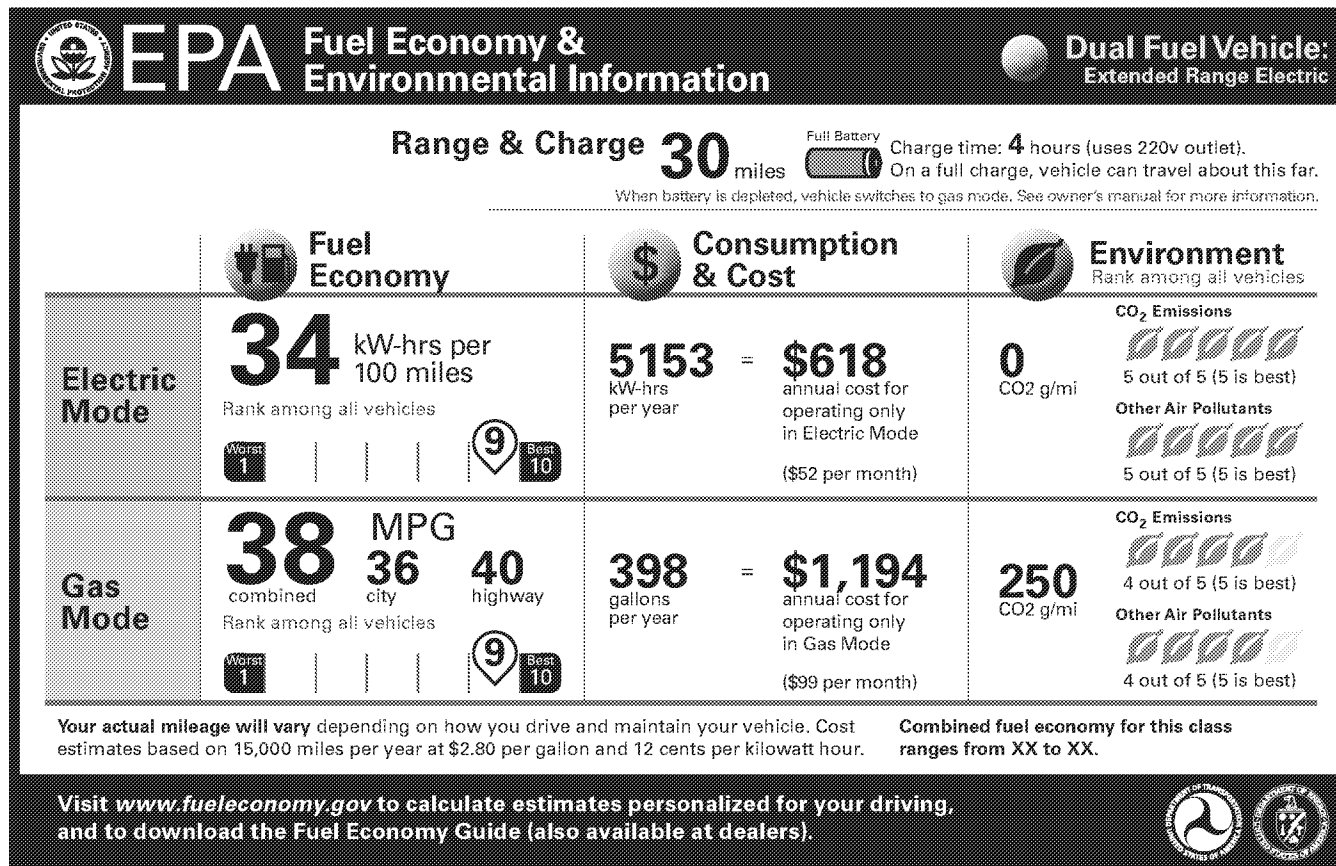 EPA
Fuel Economy &
Environmental Information
Dual Fuel Vehicle:
Extended Range Electric
Range & Charge 30 miles
Full Battery
Charge time: 4 hours (uses 220v outlet).
On a full charge, vehicle can travel about this far.
When battery is depleted, vehicle switches to gas mode. See owner's manual for more information.
Fuel
Economy
$
Consumption
& Cost
Environment
Rank among all vehicles
Electric
Mode
34 kW-hrs per
100 miles
Rank among all vehicles
Worst
1
9
Best
10
5153
kW-hrs
per year
=
$618
annual cost for
operating only
in Electric Mode
($52 per month)
0
CO2 g/mi
CO2 Emissions
5 out of 5 (5 is best)
Other Air Pollutants
5 out of 5 (5 is best)
Gas
Mode
38
combined
MPG
36
city
40
highway
Rank among all vehicles
Worst
1
9
Best
10
398
gallons
per year
=
$1,194
annual cost for
operating only
in Gas Mode
($99 per month)
250
CO2 g/mi
CO2 Emissions
4 out of 5 (5 is best)
Other Air Pollutants
4 out of 5 (5 is best)
Your actual mileage will vary depending on how you drive and maintain your vehicle. Cost
estimates based on 15,000 miles per year at $2.80 per gallon and 12 cents per kilowatt hour.
Combined fuel economy for this class
ranges from XX to XX.
Visit www.fueleconomy.gov to calculate estimates personalized for your driving,
and to download the Fuel Economy Guide (also available at dealers).